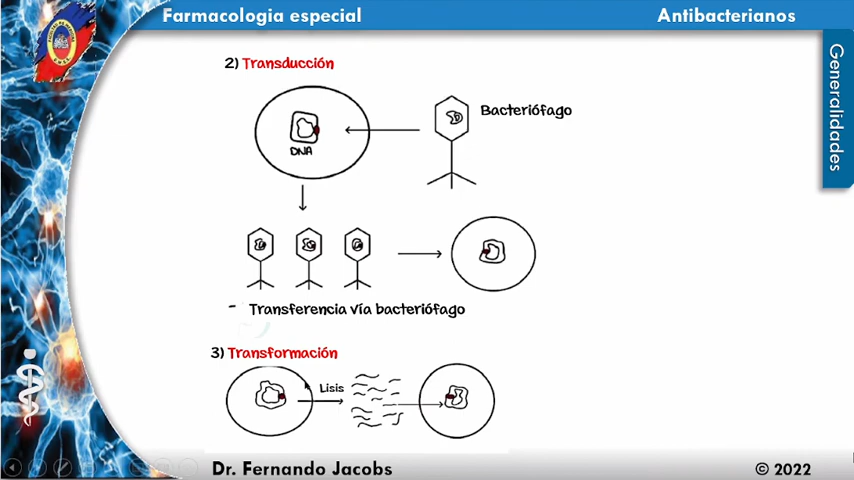 Farmacologia especial
Antibacterianos
Generalidades
2) Transducción
Bacteriófago
DNA
- Transferencia vía bacteriófago
3) Transformación
Lisis
Dr. Fernando Jacobs
© 2022